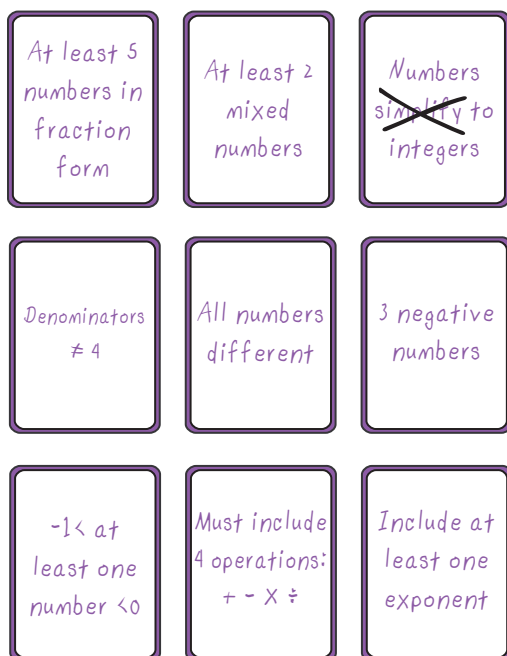 At least 5
numbers in
fraction
form
At least 2
mixed
numbers
Numbers
simplify to
integers
Denominators
≠ 4
All numbers
different
3 negative
numbers
-1< at
least one
number <0
Must include
4 operations:
+ - x ÷
Include at
least one
exponent